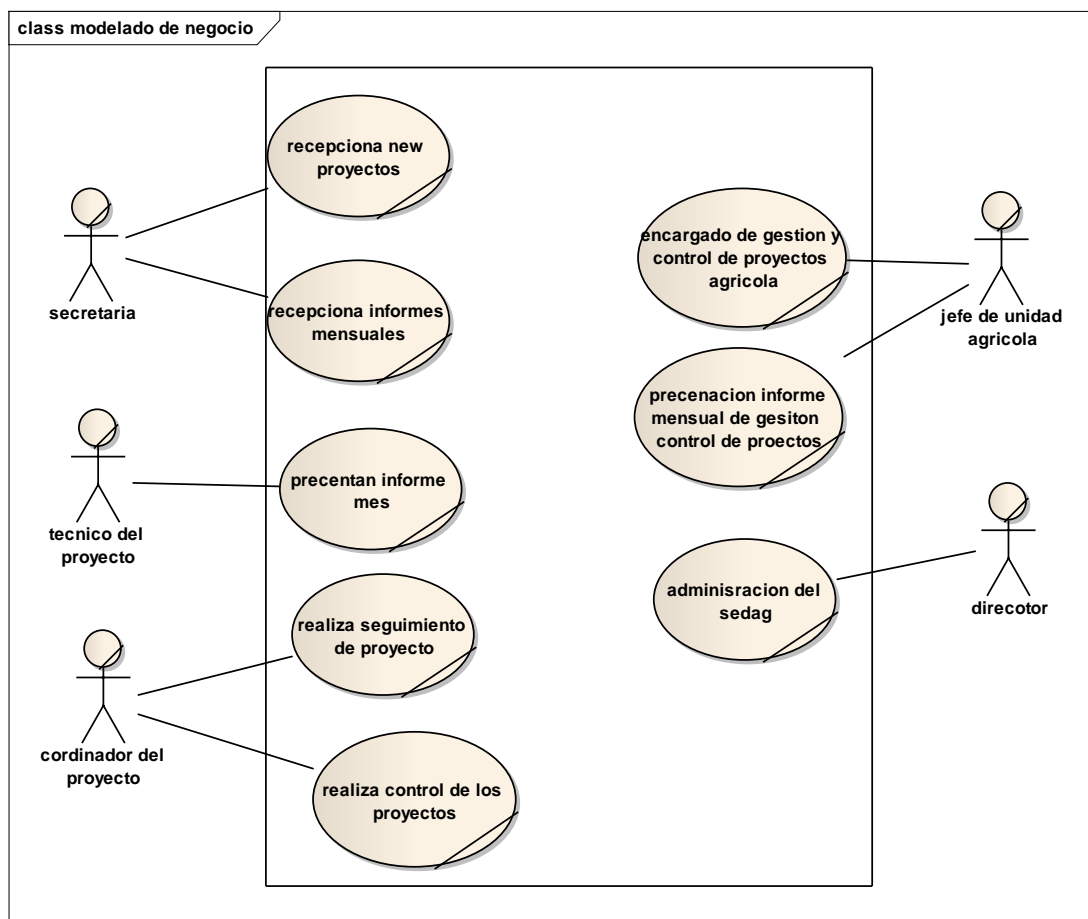 class modelado de negocio
recepciona new
proyectos
secretaria
recepciona informes
mensuales
tecnico del
proyecto
precentan informe
mes
cordinador del
proyecto
realiza seguimiento
de proyecto
realiza control de los
proyectos
encargado de gestion y
control de proyectos
agricola
jefe de unidad
agricola
precenacion informe
mensual de gesiton
control de proectos
adminisracion del
sedag
direcotor